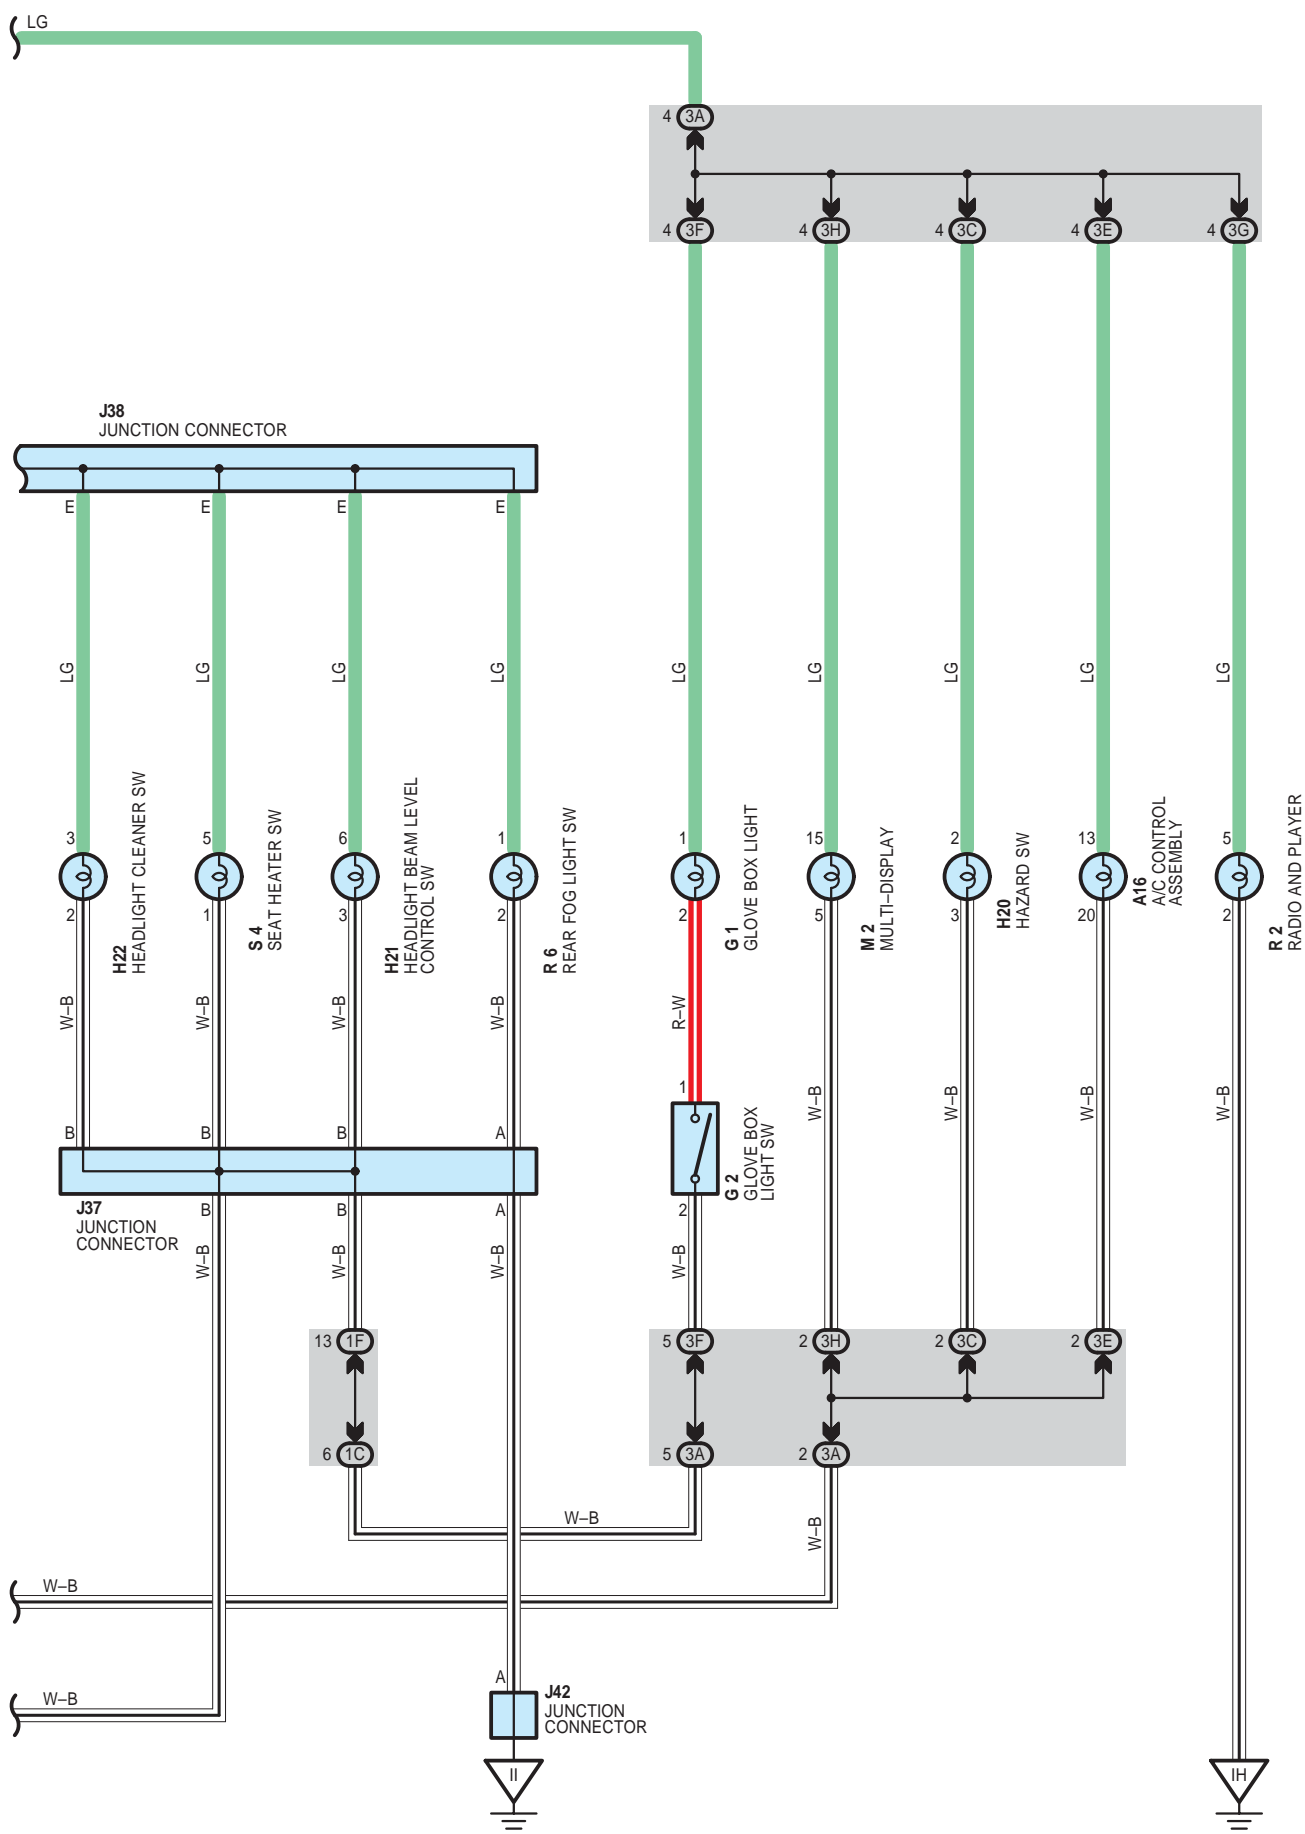 LG
4 3A
4 3F 4 3H 4 3C 4 3E 4 3G
J38
JUNCTION CONNECTOR
E E E E
LG LG LG LG LG LG LG LG LG
3 5 6 1 1 15 2 13 5
2 1 3 2 2 5 3 20 2
H22
HEADLIGHT CLEANER SW
S 4
SEAT HEATER SW
H21
HEADLIGHT BEAM LEVEL
CONTROL SW
R 6
REAR FOG LIGHT SW
G 1
GLOVE BOX LIGHT
M 2
MULTI–DISPLAY
H20
HAZARD SW
A16
A/C CONTROL
ASSEMBLY
R 2
RADIO AND PLAYER
W–B W–B W–B W–B R–W
W–B W–B W–B W–B
1
B B B A
G 2
GLOVE BOX
LIGHT SW
J37
JUNCTION
CONNECTOR
B B A 2
W–B W–B W–B W–B
13 1F 5 3F 2 3H 2 3C 2 3E
6 1C 5 3A 2 3A
W–B
W–B
W–B
A
W–B
J42
JUNCTION
CONNECTOR
II
IH